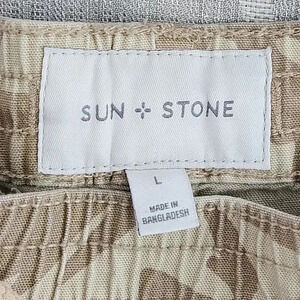 SUN + STONE
L
MADE IN
BANGLADESH